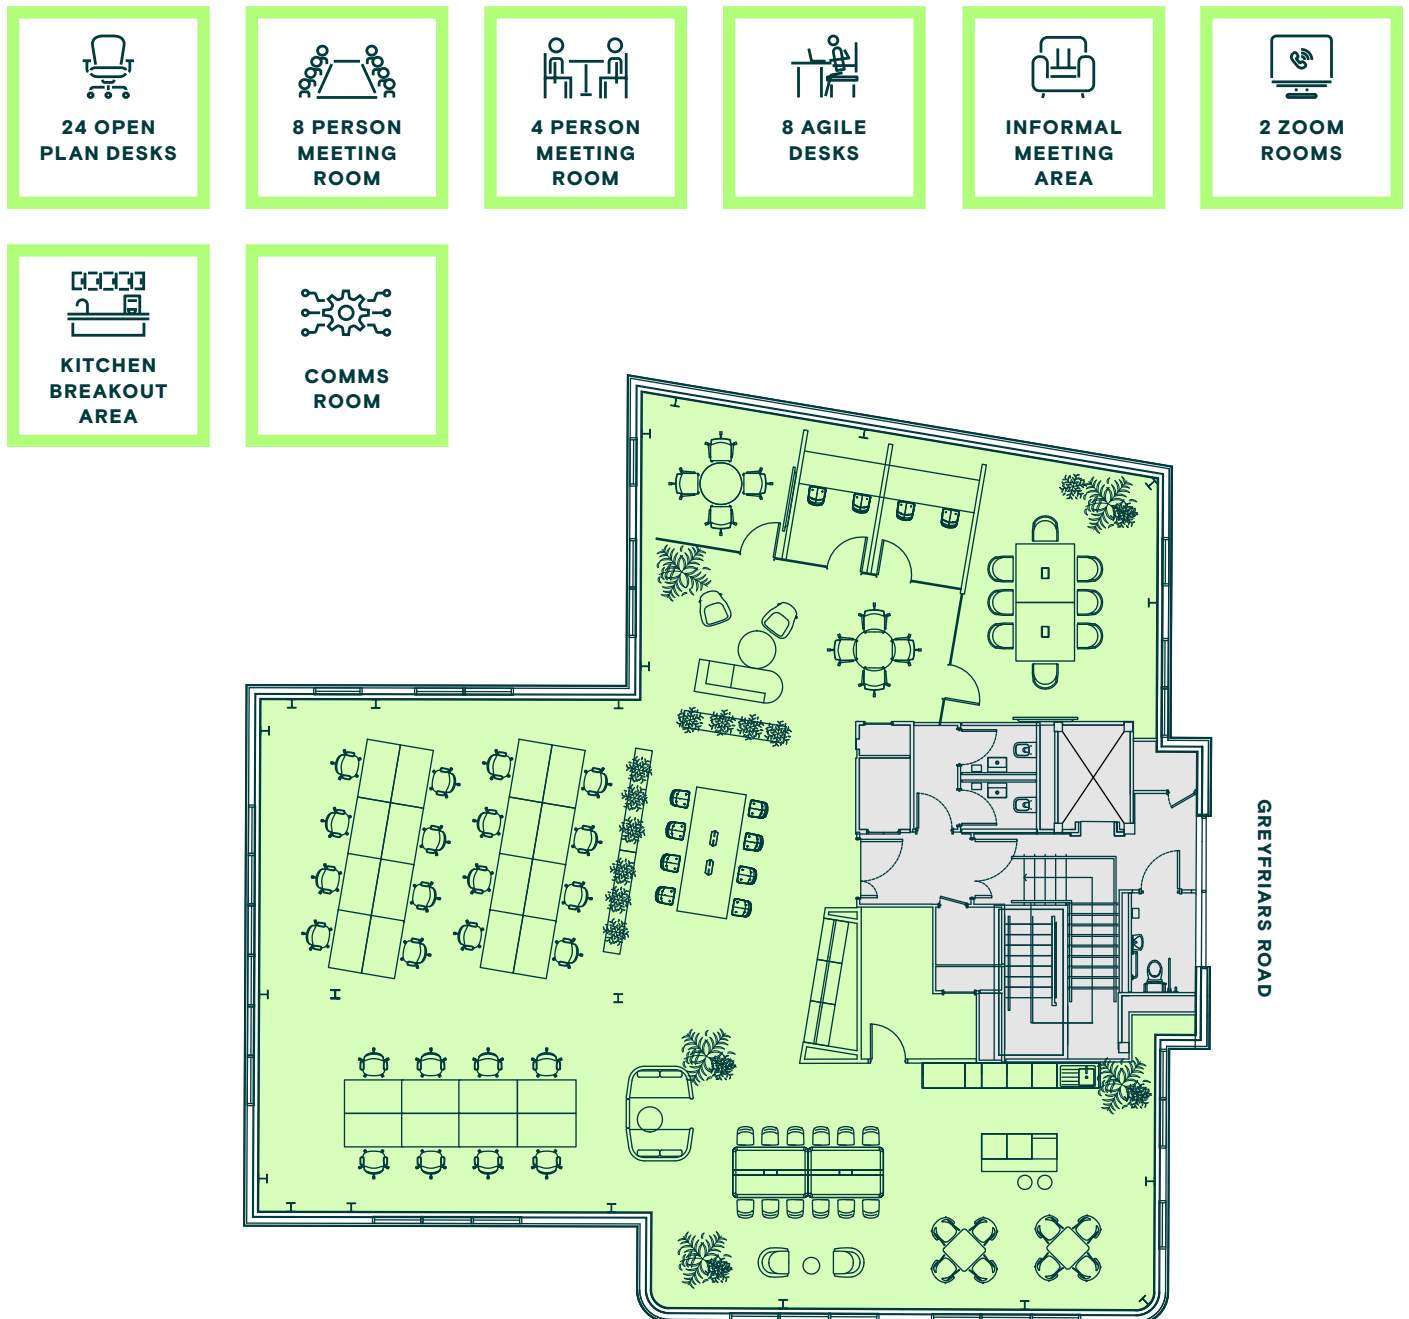 24 OPEN
PLAN DESKS
8 PERSON
MEETING
ROOM
4 PERSON
MEETING
ROOM
8 AGILE
DESKS
INFORMAL
MEETING
AREA
2 ZOOM
ROOMS
KITCHEN
BREAKOUT
AREA
COMMS
ROOM
GREYFRIARS ROAD